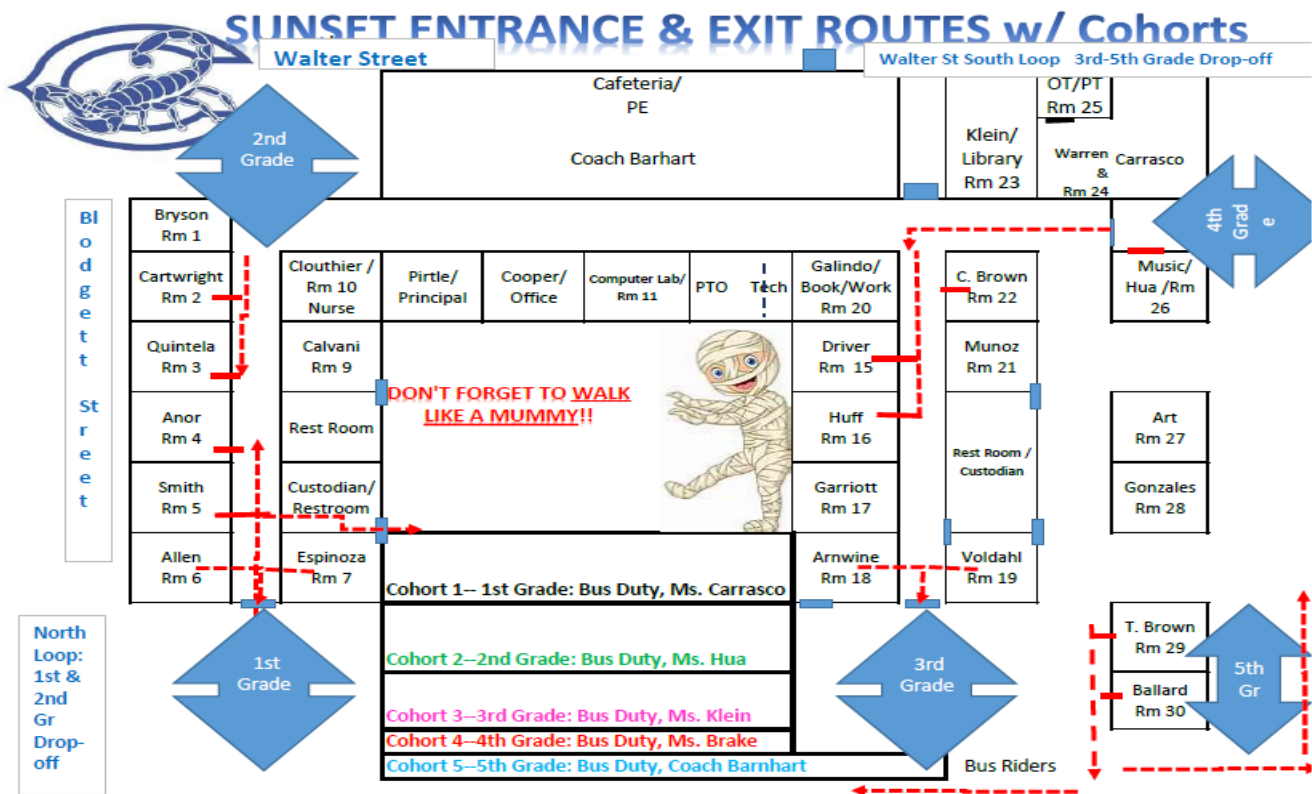 SUNSET ENTRANCE & EXIT ROUTES w/ Cohorts
Walter Street
Walter St South Loop 3rd-5th Grade Drop-off
Cafeteria/
PE
Coach Barhart
OT/PT
Rm 25
Klein/
Library
Rm 23
Warren
&
Rm 24
Carrasco
2nd
Grade
4th
Grad
e
Bl
o
d
g
e
t
t
St
r
e
e
t
Bryson
Rm 1
Cartwright
Rm 2
Clouthier /
Rm 10
Nurse
Pirtle/
Principal
Cooper/
Office
Computer Lab/
Rm 11
PTO
Tech
Galindo/
Book/Work
Rm 20
C. Brown
Rm 22
Music/
Hua /Rm
26
Quintela
Rm 3
Calvani
Rm 9
Driver
Rm 15
Munoz
Rm 21
DON'T FORGET TO WALK
LIKE A MUMMY!!
Anor
Rm 4
Rest Room
Huff
Rm 16
Rest Room /
Custodian
Art
Rm 27
Smith
Rm 5
Custodian/
Restroom
Garriott
Rm 17
Gonzales
Rm 28
Allen
Rm 6
Espinoza
Rm 7
Arnwine
Rm 18
Voldahl
Rm 19
Cohort 1-- 1st Grade: Bus Duty, Ms. Carrasco
Cohort 2--2nd Grade: Bus Duty, Ms. Hua
Cohort 3--3rd Grade: Bus Duty, Ms. Klein
Cohort 4--4th Grade: Bus Duty, Ms. Brake
Cohort 5--5th Grade: Bus Duty, Coach Barnhart
North
Loop:
1st &
2nd
Gr
Drop-
off
1st
Grade
3rd
Grade
T. Brown
Rm 29
Ballard
Rm 30
5th
Gr
Bus Riders